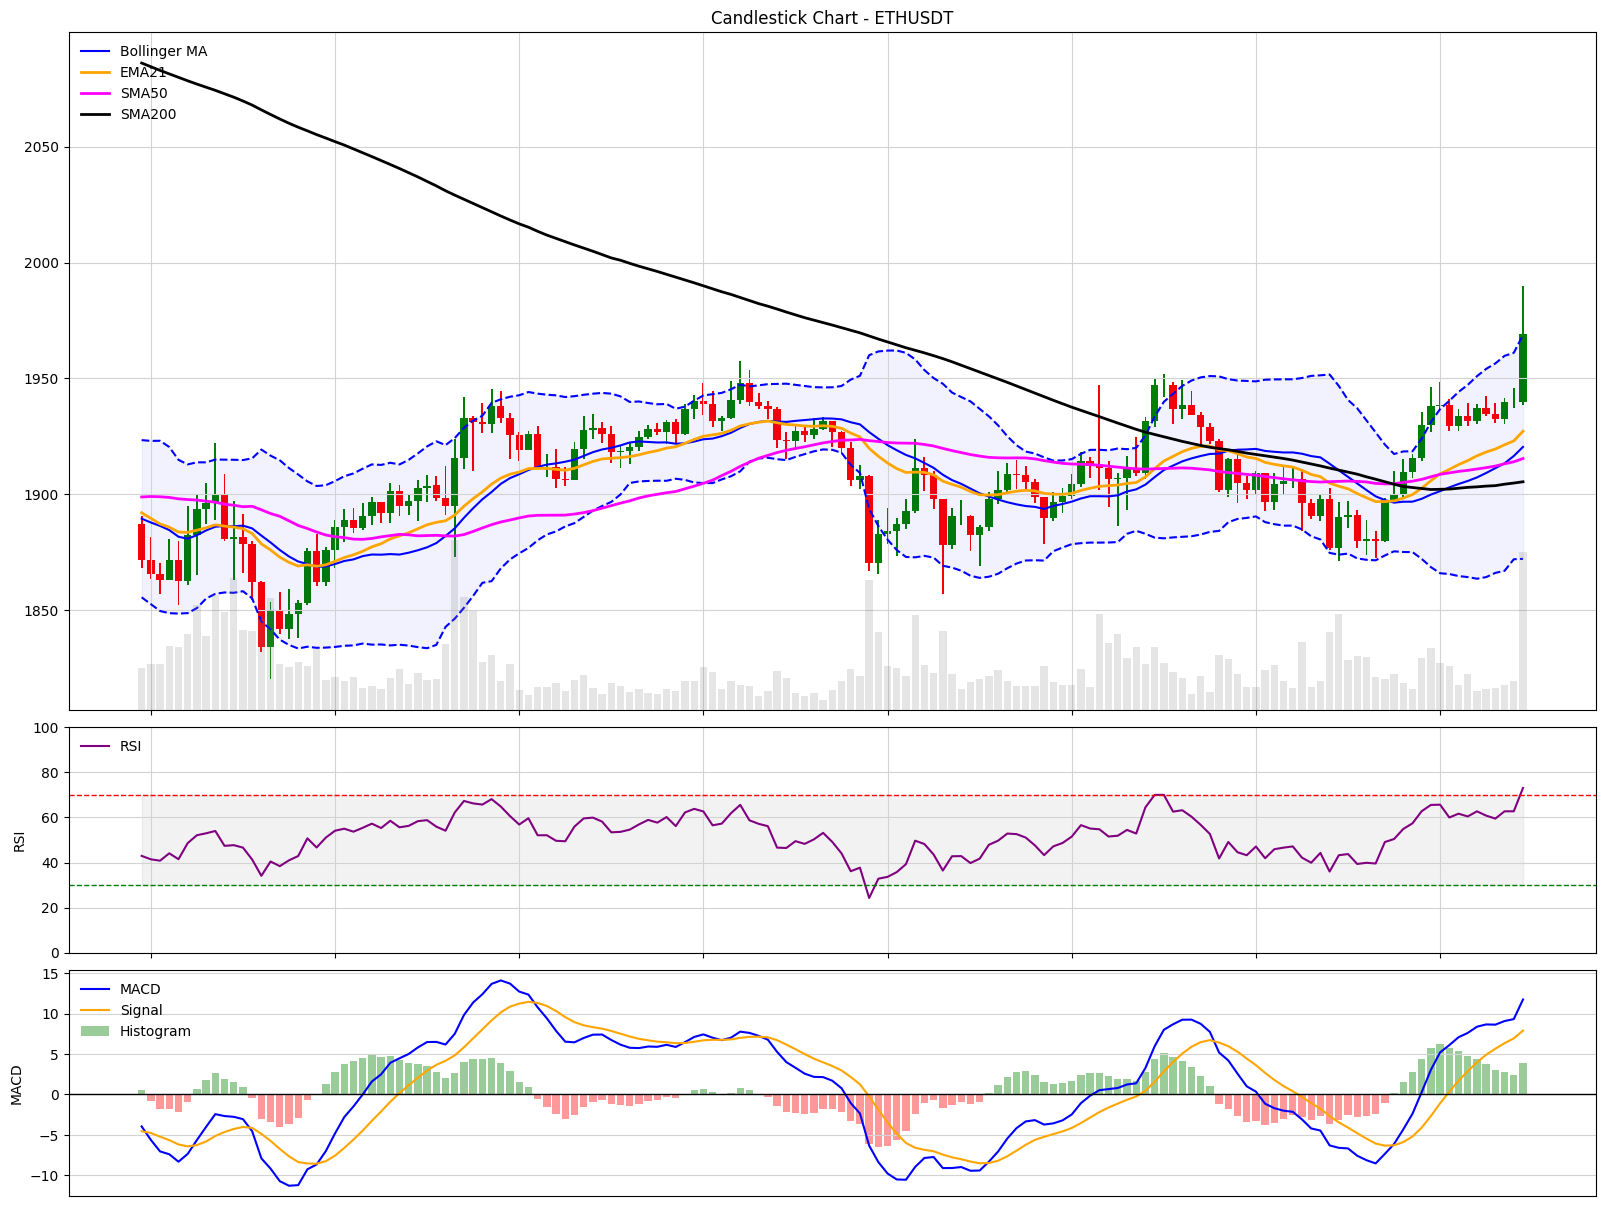 Candlestick Chart - ETHUSDT
Bollinger MA
EMA21
SMA50
SMA200
2050
2000
1950
1900
1850
RSI
100
80
60
40
20
0
RSI
MACD
Signal
Histogram
15
10
5
0
−5
−10
MACD